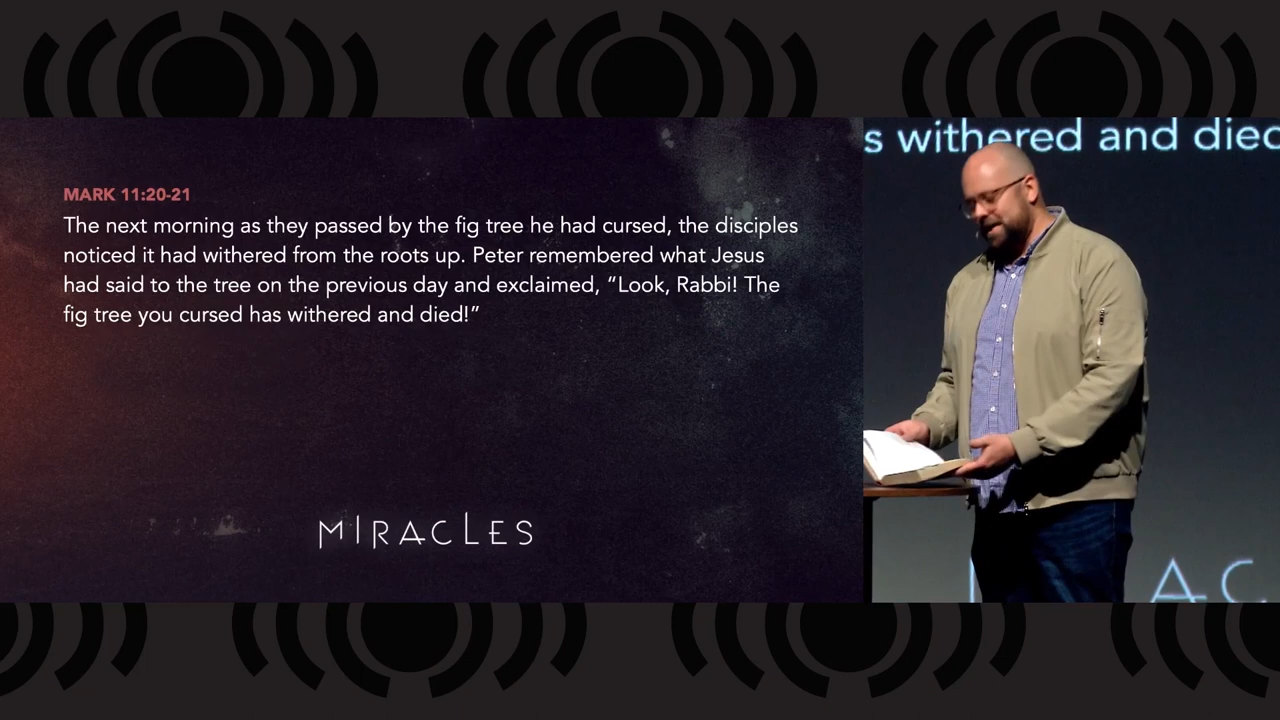 MARK 11:20-21
The next morning as they passed by the fig tree he had cursed, the disciples
noticed it had withered from the roots up. Peter remembered what Jesus
had said to the tree on the previous day and exclaimed, “Look, Rabbi! The
fig tree you cursed has withered and died!”
MIRACLES
s withered and died
AC